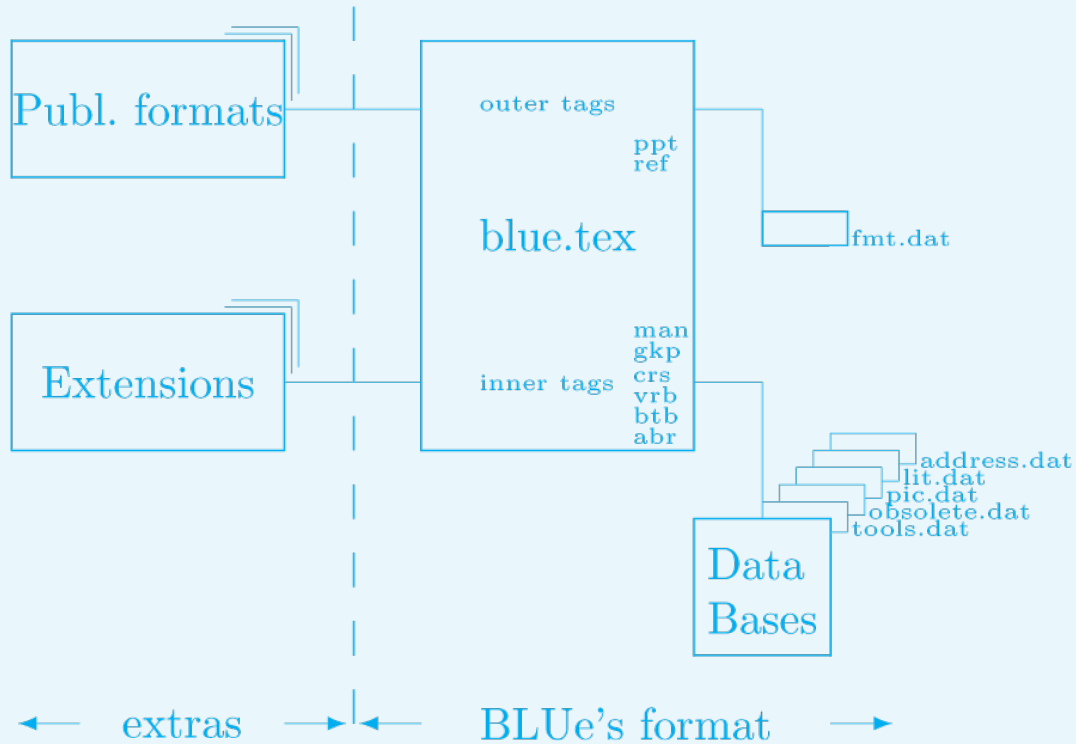 Publ. formats
outer tags
ppt
ref
blue.tex
fmt.dat
Extensions
man
gkp
inner tags
crs
vrb
btb
abr
address.dat
lit.dat
pic.dat
obsolete.dat
tools.dat
Data
Bases
extras
BLUe's format